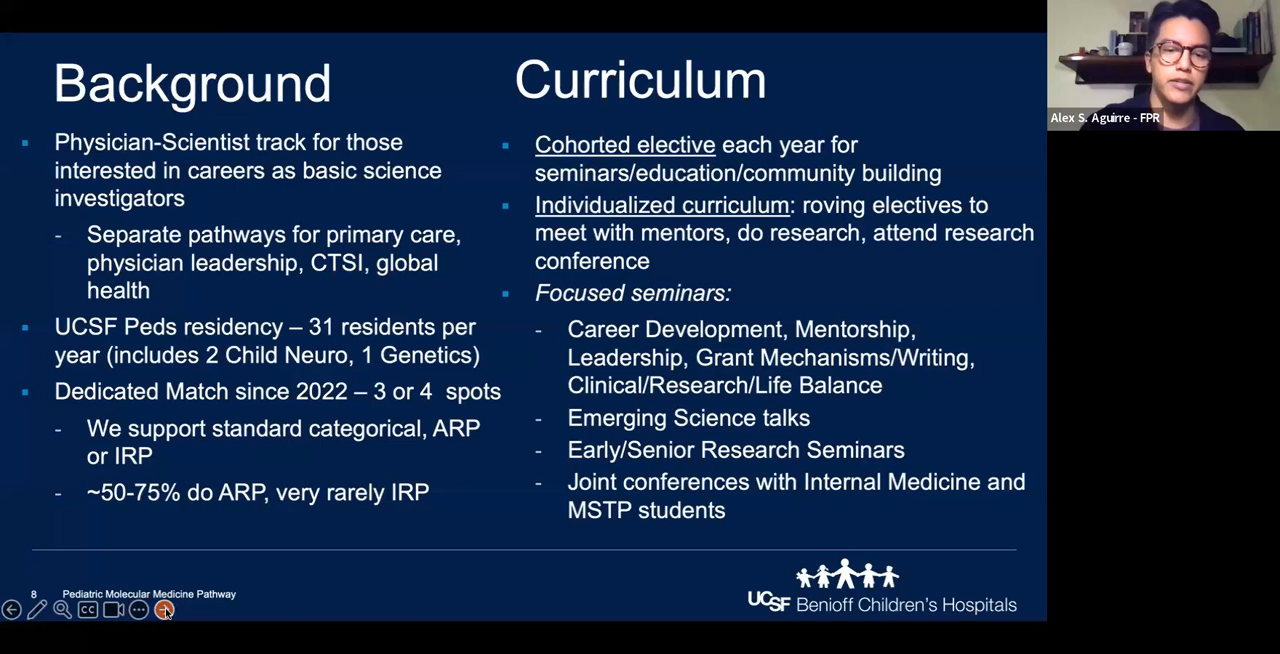 Background
Physician-Scientist track for those
interested in careers as basic science
investigators
- Separate pathways for primary care,
physician leadership, CTSI, global
health
UCSF Peds residency – 31 residents per
year (includes 2 Child Neuro, 1 Genetics)
Dedicated Match since 2022 – 3 or 4 spots
- We support standard categorical, ARP
or IRP
- ~50-75% do ARP, very rarely IRP
Curriculum
Cohorted elective each year for
seminars/education/community building
Individualized curriculum: roving electives to
meet with mentors, do research, attend research
conference
Focused seminars:
- Career Development, Mentorship,
Leadership, Grant Mechanisms/Writing,
Clinical/Research/Life Balance
- Emerging Science talks
- Early/Senior Research Seminars
- Joint conferences with Internal Medicine and
MSTP students
8 Pediatric Molecular Medicine Pathway
CC
UCSF Benioff Children's Hospitals
Alex S. Aguirre - FPR